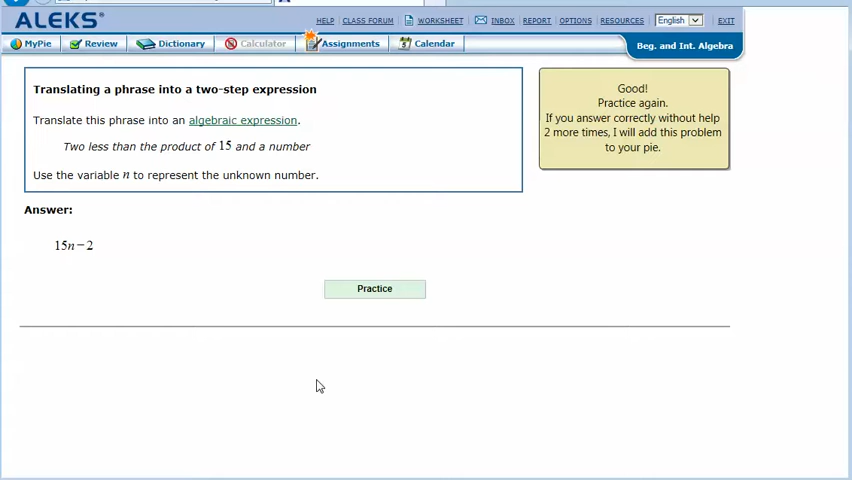 ALEKS®
HELP | CLASS FORUM | WORKSHEET | INBOX | REPORT | OPTIONS | RESOURCES | English | EXIT
MyPie Review Dictionary Calculator Assignments Calendar
Beg. and Int. Algebra
Translating a phrase into a two-step expression
Translate this phrase into an algebraic expression.
Two less than the product of 15 and a number
Use the variable n to represent the unknown number.
Good!
Practice again.
If you answer correctly without help
2 more times, I will add this problem
to your pie.
Answer:
15n−2
Practice